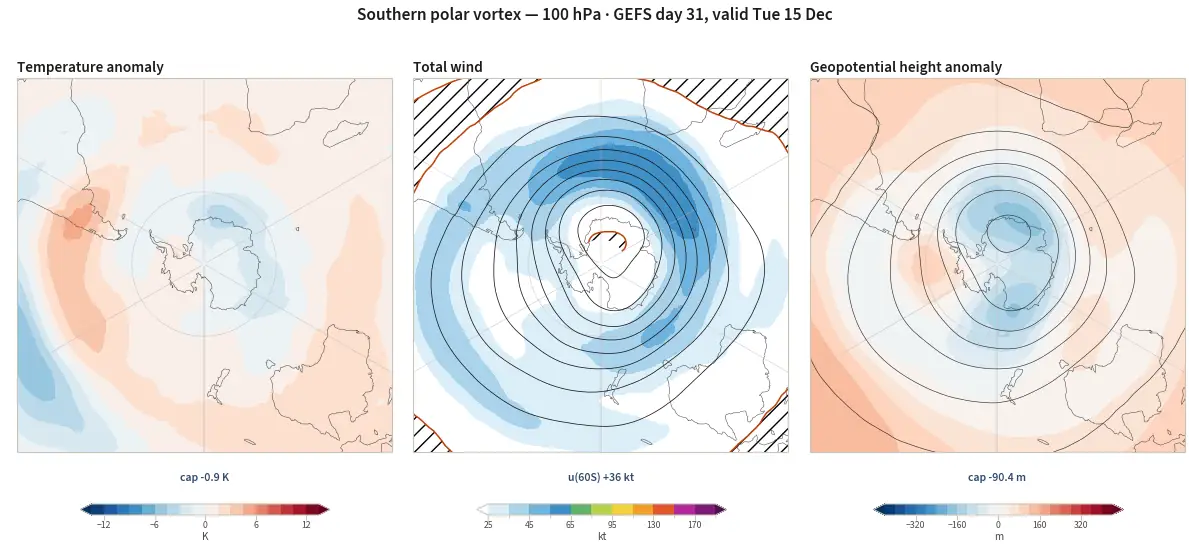 Southern polar vortex — 100 hPa · GEFS day 31, valid Tue 15 Dec
Temperature anomaly
Total wind
Geopotential height anomaly
cap -0.9 K
u(60S) +36 kt
cap -90.4 m
−12 −6 0 6 12
K
25 45 65 90 130 170
kt
−320 −160 0 160 320
m